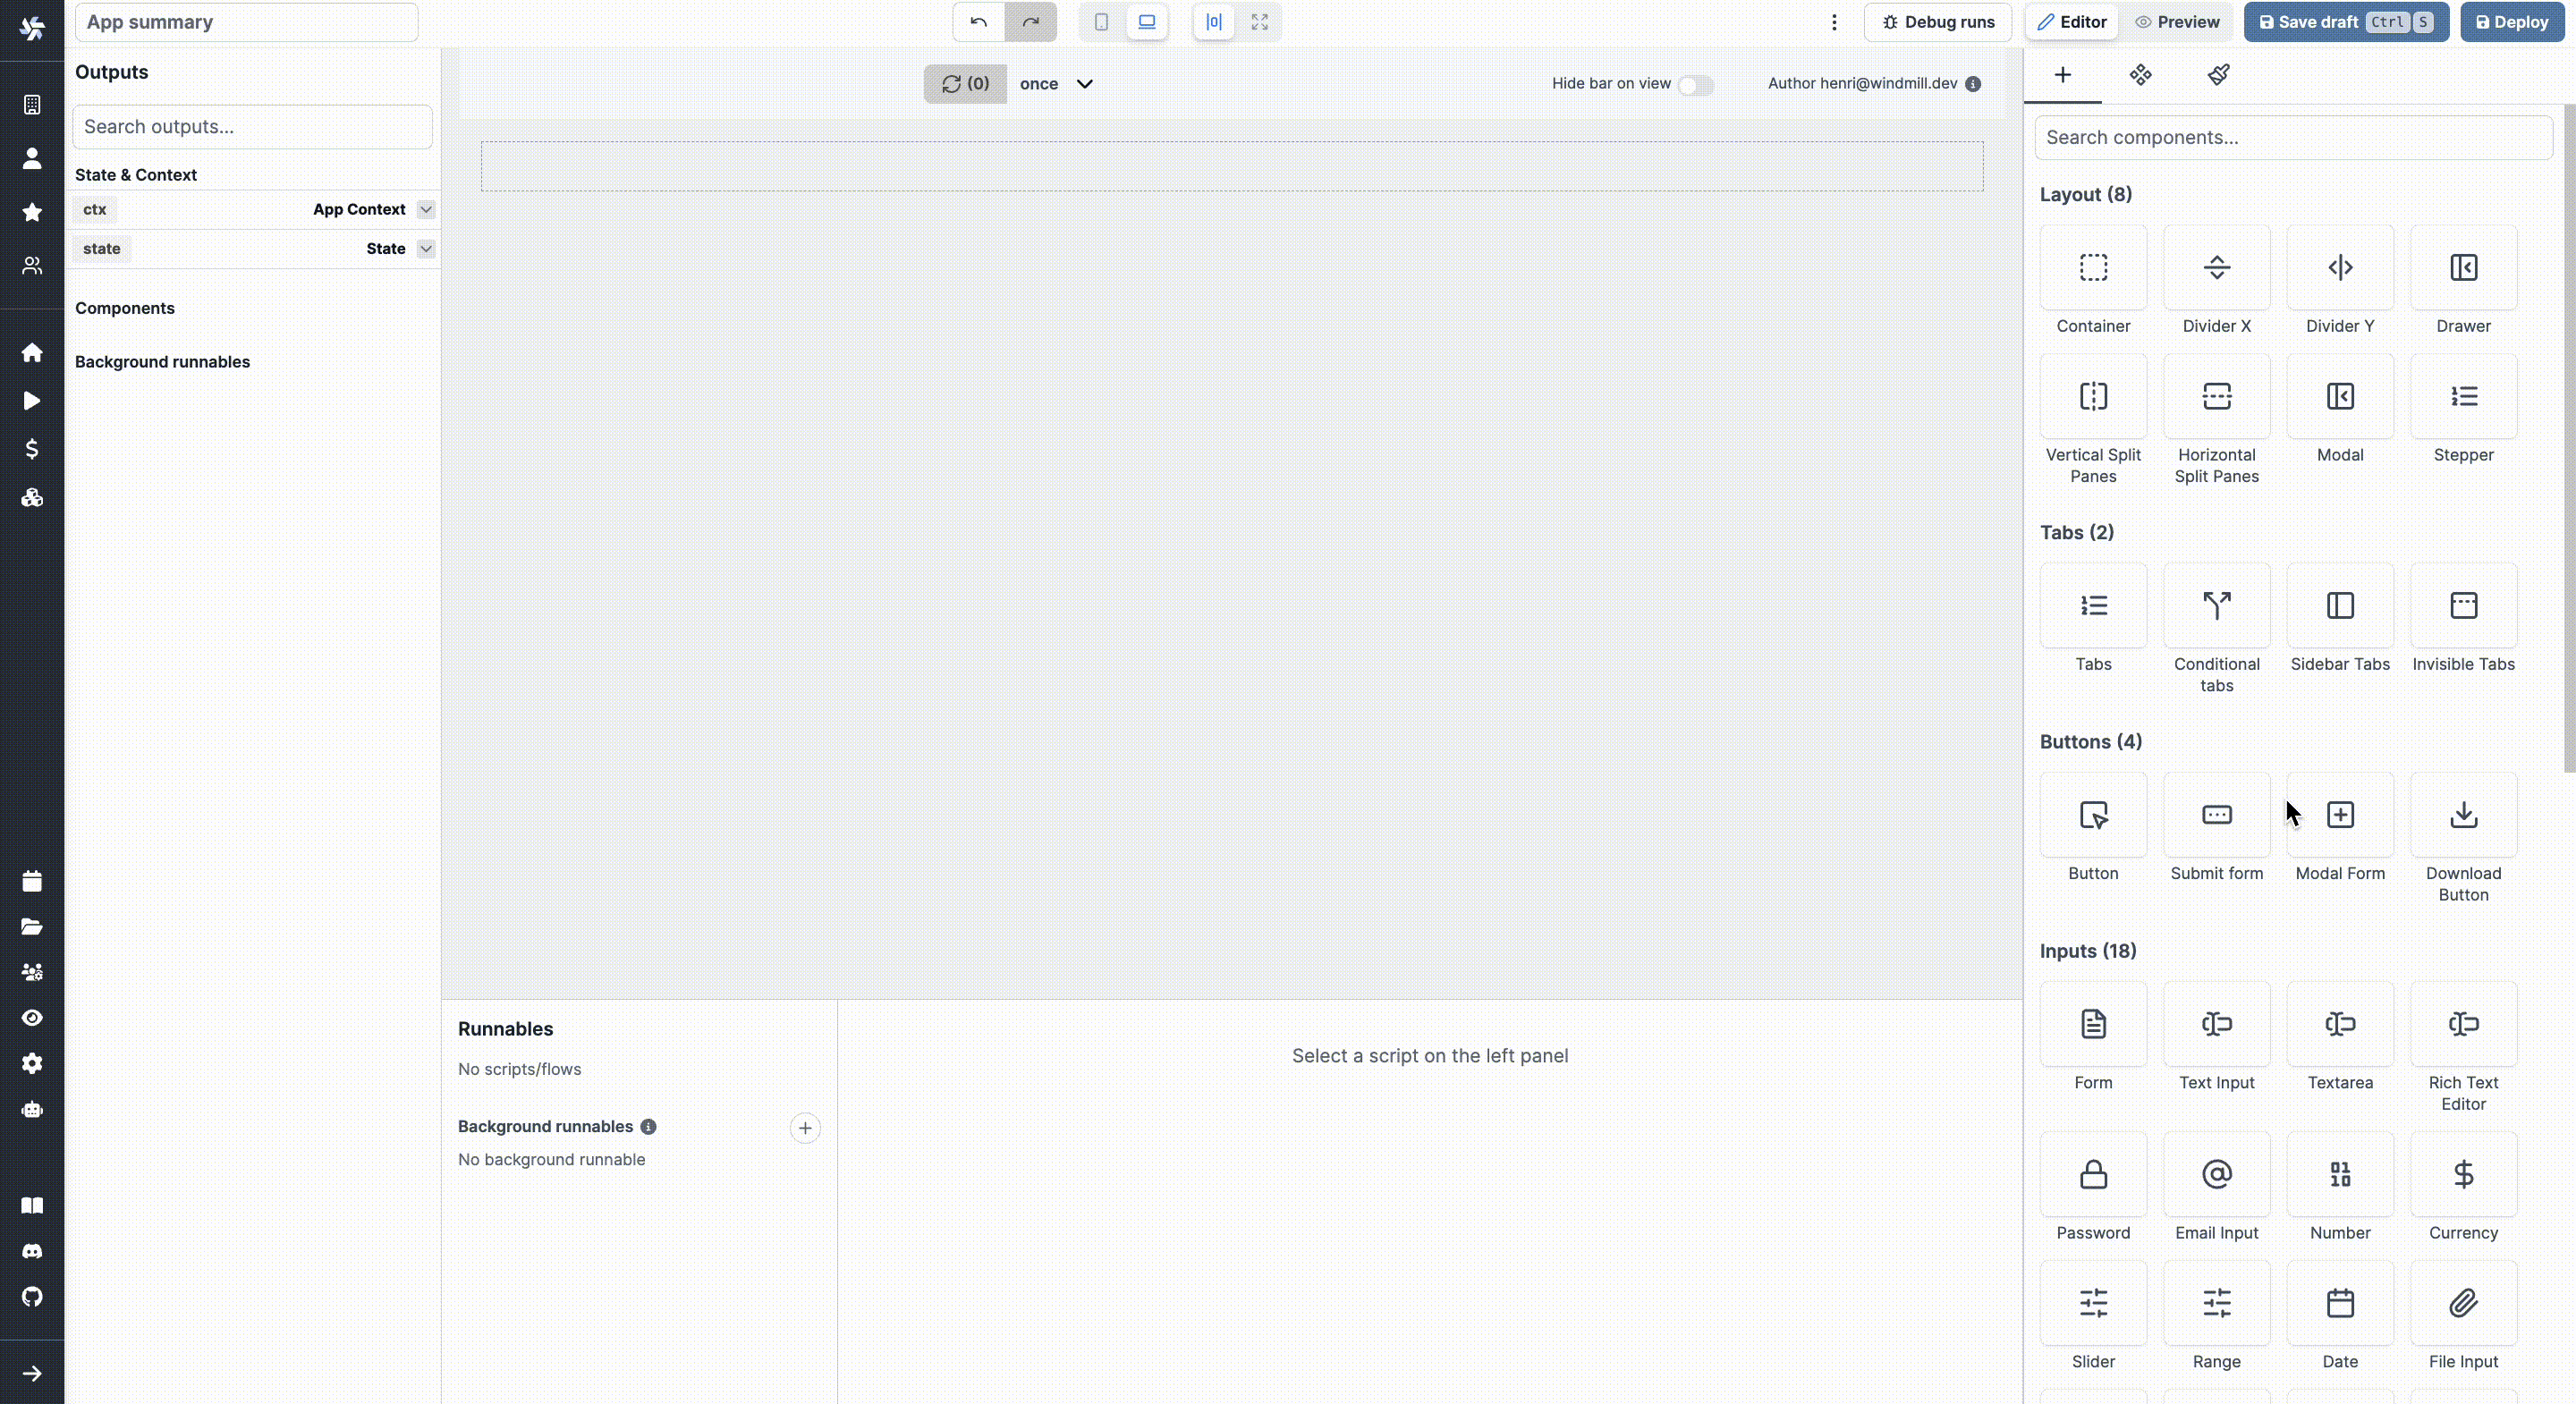 App summary
Debug runs
Editor
Preview
Save draft Ctrl S
Deploy
Outputs
Search outputs...
State & Context
ctx App Context
state State
Components
Background runnables
(0) once
Hide bar on view
Author henri@windmill.dev
Runnables
No scripts/flows
Background runnables
No background runnable
Select a script on the left panel
Search components...
Layout (8)
Container
Divider X
Divider Y
Drawer
Vertical Split
Panes
Horizontal
Split Panes
Modal
Stepper
Tabs (2)
Tabs
Conditional
tabs
Sidebar Tabs
Invisible Tabs
Buttons (4)
Button
Submit form
Modal Form
Download
Button
Inputs (18)
Form
Text Input
Textarea
Rich Text
Editor
Password
Email Input
Number
Currency
Slider
Range
Date
File Input